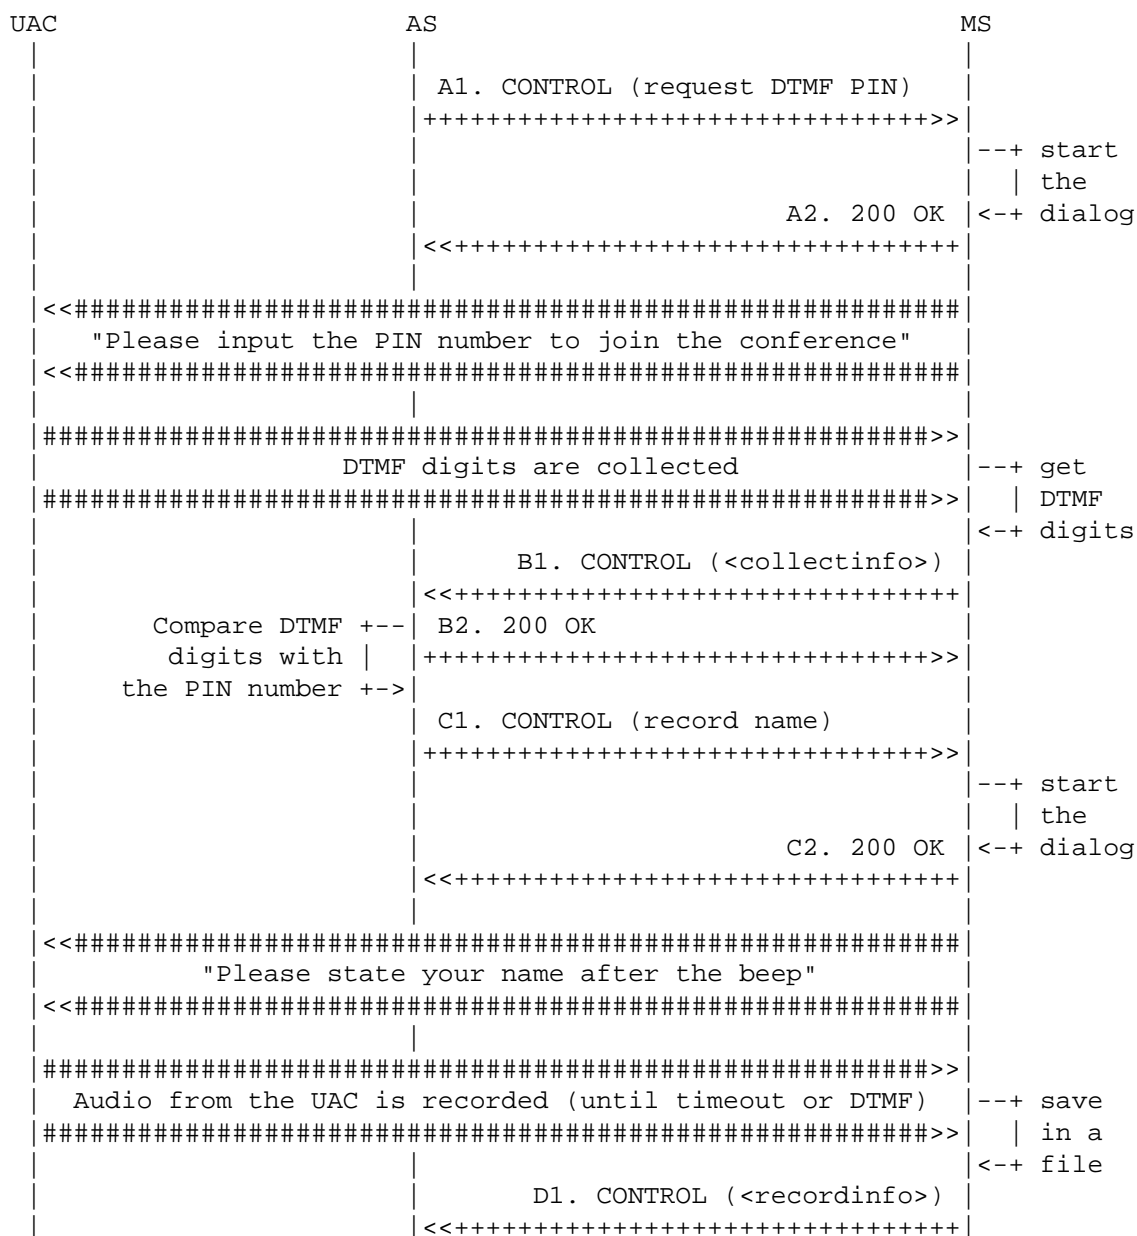 UAC AS MS
A1. CONTROL (request DTMF PIN)
++++++++++++++++++++++++++++++++>>
--+ start
| the
A2. 200 OK <-+ dialog
<<++++++++++++++++++++++++++++++++
<<########################################################
"Please input the PIN number to join the conference"
<<########################################################
########################################################>>
DTMF digits are collected --+ get
########################################################>> | DTMF
<-+ digits
B1. CONTROL (<collectinfo>)
<<++++++++++++++++++++++++++++++++
Compare DTMF +-- B2. 200 OK
digits with | ++++++++++++++++++++++++++++++++>>
the PIN number +->
C1. CONTROL (record name)
++++++++++++++++++++++++++++++++>>
--+ start
| the
C2. 200 OK <-+ dialog
<<++++++++++++++++++++++++++++++++
<<########################################################
"Please state your name after the beep"
<<########################################################
########################################################>>
Audio from the UAC is recorded (until timeout or DTMF) --+ save
########################################################>> | in a
<-+ file
D1. CONTROL (<recordinfo>)
<<++++++++++++++++++++++++++++++++